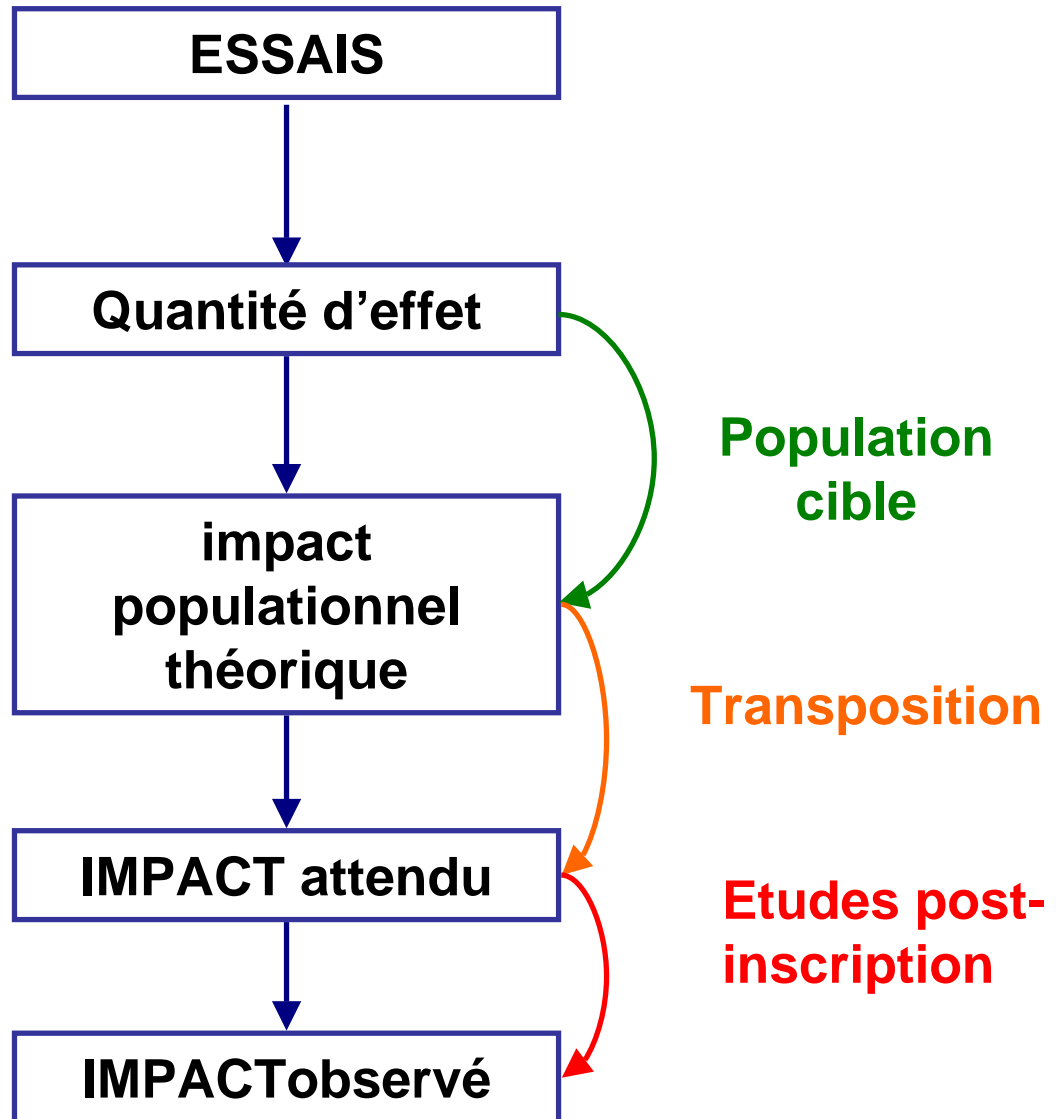 ESSAIS
Quantité d’effet
Population
cible
impact
populationnel
théorique
Transposition
IMPACT attendu
Etudes post-
inscription
IMPACTobservé